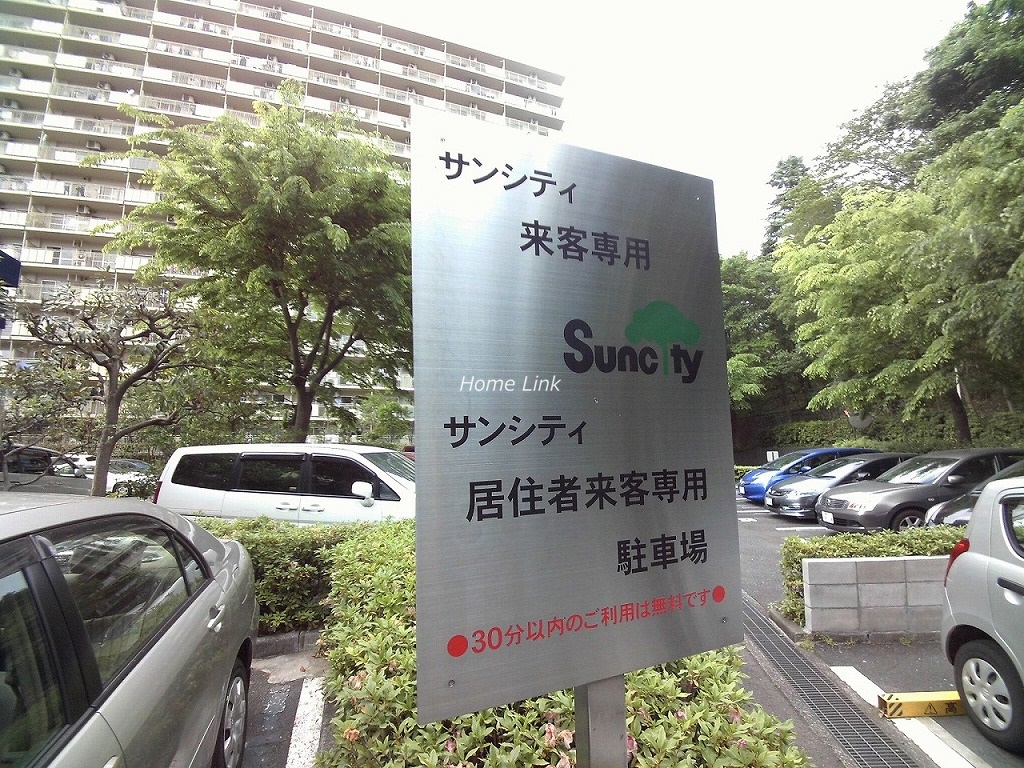 サンシティ
来客専用
Suncity
Home Link
サンシティ
居住者来客専用
駐車場
●30分以内のご利用は無料です●
高